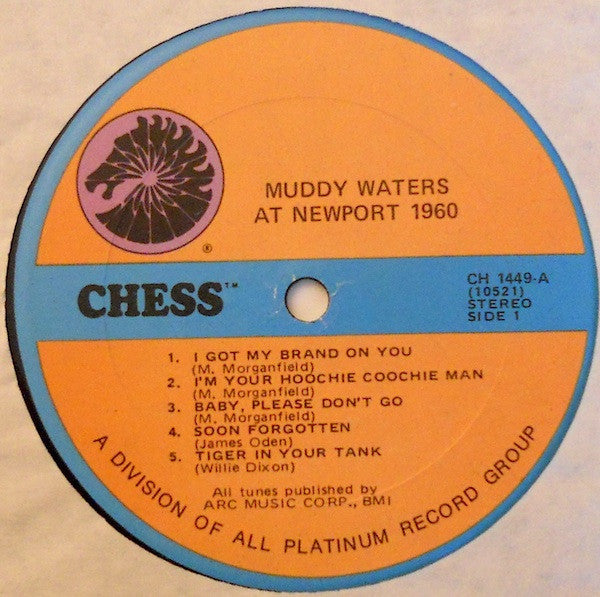 MUDDY WATERS
AT NEWPORT 1960
®
CHESS™
CH 1449-A
(10521)
STEREO
SIDE 1
1. I GOT MY BRAND ON YOU
(M. Morganfield)
2. I'M YOUR HOOCHIE COOCHIE MAN
(M. Morganfield)
3. BABY, PLEASE DON'T GO
(M. Morganfield)
4. SOON FORGOTTEN
(James Oden)
5. TIGER IN YOUR TANK
(Willie Dixon)
All tunes published by
ARC MUSIC CORP., BMI
A DIVISION OF ALL PLATINUM RECORD GROUP